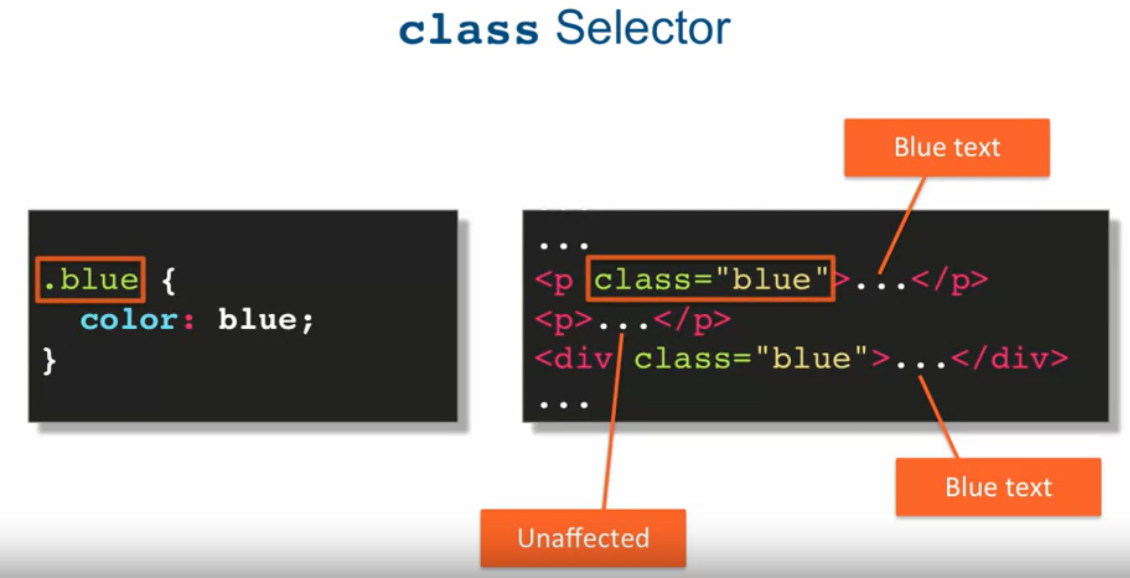 class Selector
Blue text
.blue {
color: blue;
}
...
<p class="blue">...</p>
<p>...</p>
<div class="blue">...</div>
...
Blue text
Unaffected